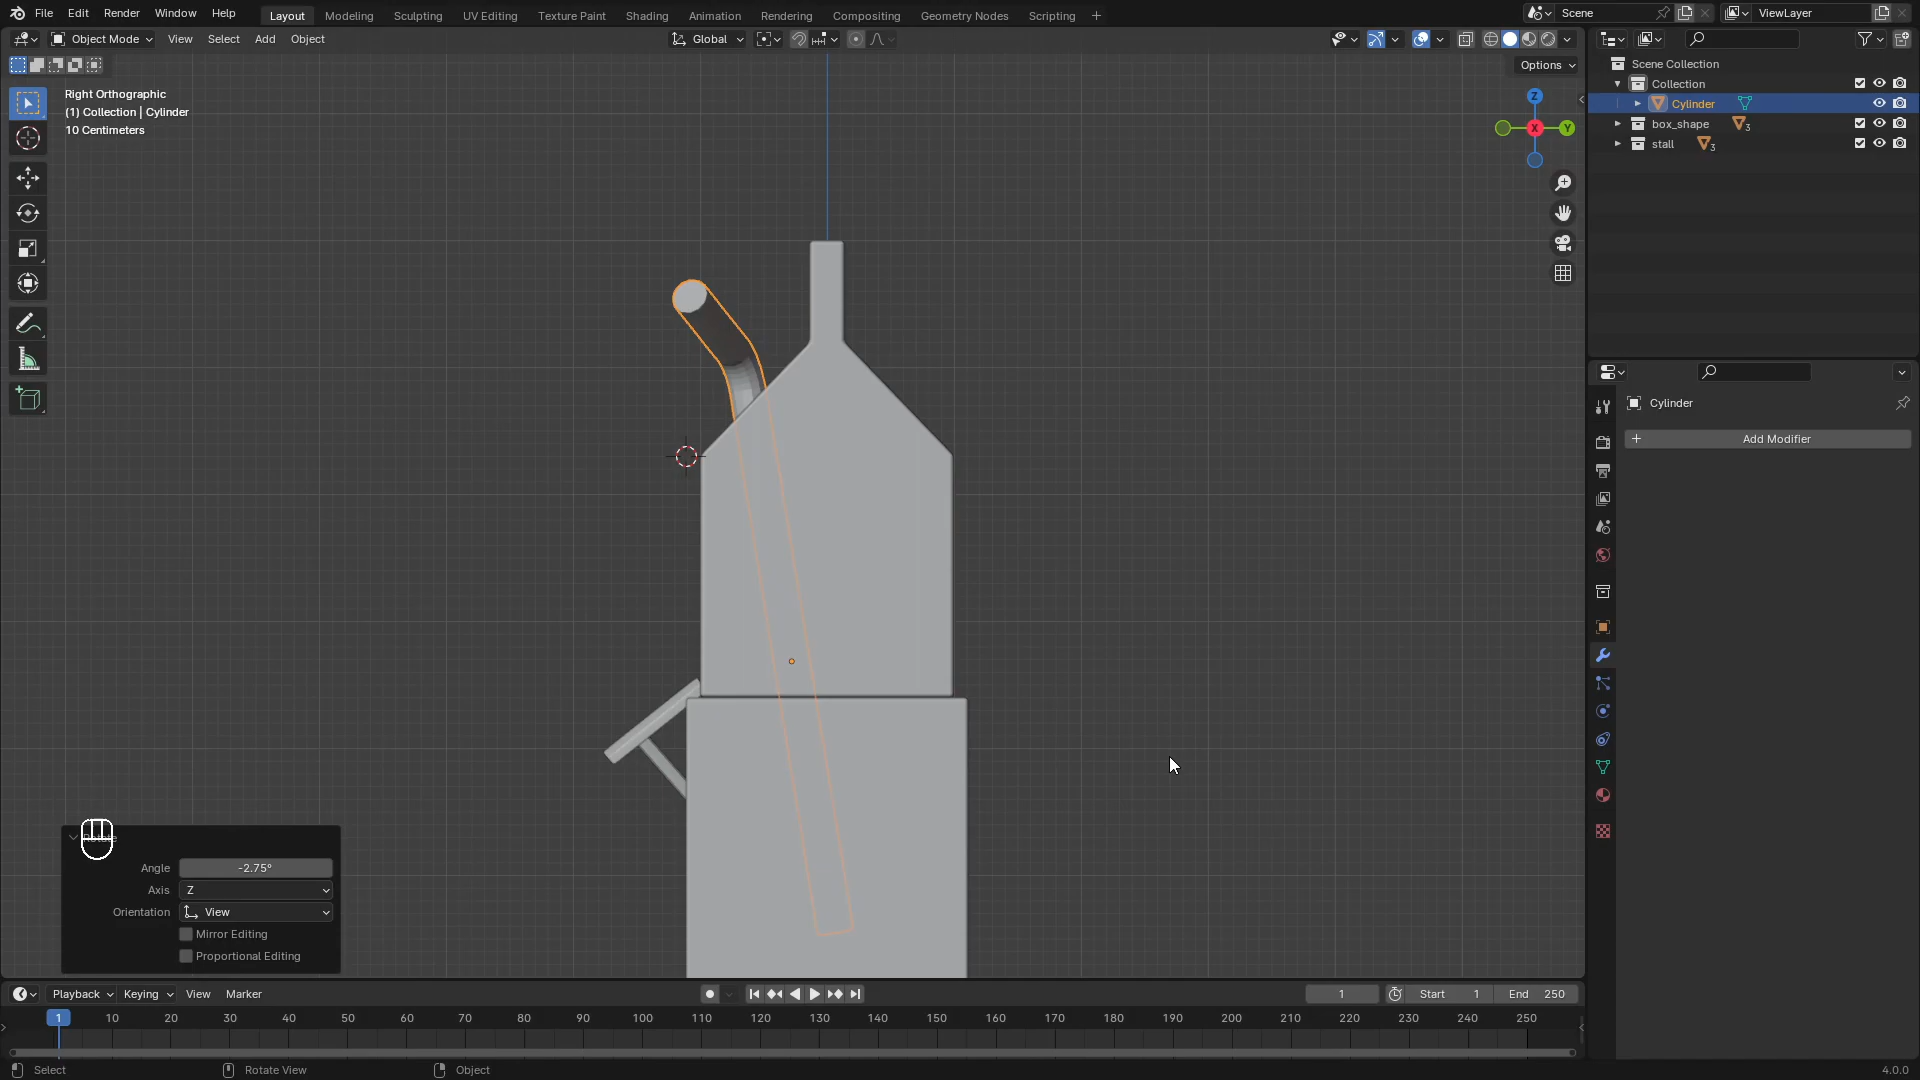 File Edit Render Window Help Layout Modeling Sculpting UV Editing Texture Paint Shading Animation Rendering Compositing Geometry Nodes Scripting + Scene ViewLayer
Object Mode View Select Add Object Global
Options
Right Orthographic
(1) Collection | Cylinder
10 Centimeters
Z
X
Y
Scene Collection
Collection
Cylinder
box_shape 3
stall 3
Cylinder
+ Add Modifier
Angle -2.75°
Axis Z
Orientation View
Mirror Editing
Proportional Editing
Playback Keying View Marker 1 Start 1 End 250
1 10 20 30 40 50 60 70 80 90 100 110 120 130 140 150 160 170 180 190 200 210 220 230 240 250
Select Rotate View Object 4.0.0